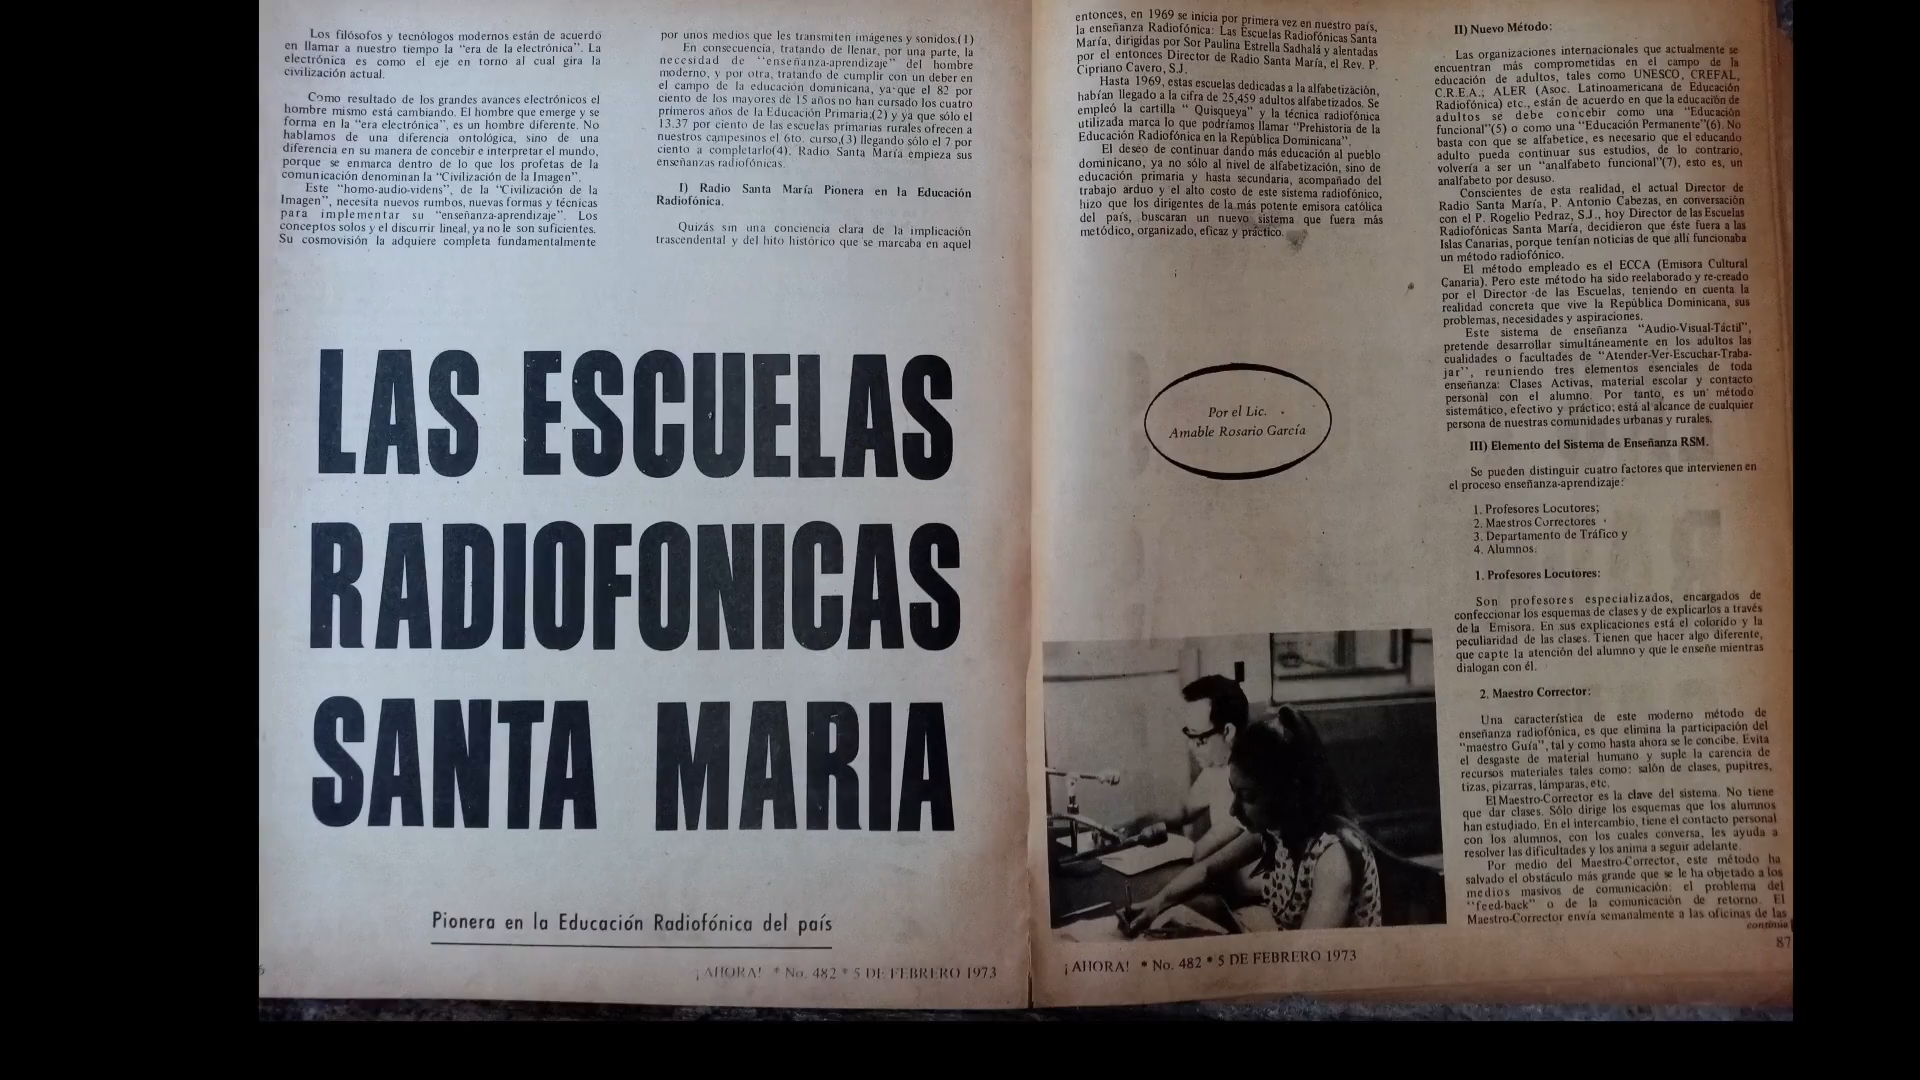 Los filósofos y tecnólogos modernos están de acuerdo
en llamar a nuestro tiempo la "era de la electrónica". La
electrónica es como el eje en torno al cual gira la
civilización actual.
Como resultado de los grandes avances electrónicos el
hombre mismo está cambiando. El hombre que emerge y se
forma en la "era electrónica", es un hombre diferente. No
hablamos de una diferencia ontológica, sino de una
diferencia en su manera de concebir e interpretar el mundo,
porque se enmarca dentro de lo que los profetas de la
comunicación denominan la "Civilización de la Imagen".
Este "homo-audio-videns", de la "Civilización de la
Imagen", necesita nuevos rumbos, nuevas formas y técnicas
para implementar su "enseñanza-aprendizaje". Los
conceptos solos y el discurrir lineal, ya no le son suficientes.
Su cosmovisión la adquiere completa fundamentalmente
por unos medios que les transmiten imágenes y sonidos.(1)
En consecuencia, tratando de llenar, por una parte, la
necesidad de "enseñanza-aprendizaje" del hombre
moderno, y por otra, tratando de cumplir con un deber en
el campo de la educación dominicana, ya que el 82 por
ciento de los mayores de 15 años no han cursado los cuatro
primeros años de la Educación Primaria;(2) y ya que sólo el
13.37 por ciento de las escuelas primarias rurales ofrecen a
nuestros campesinos el 6to. curso,(3) llegando sólo el 7 por
ciento a completarlo(4). Radio Santa María empieza sus
enseñanzas radiofónicas.
I) Radio Santa María Pionera en la Educación
Radiofónica.
Quizás sin una conciencia clara de la implicación
trascendental y del hito histórico que se marcaba en aquel
LAS ESCUELAS
RADIOFONICAS
SANTA MARIA
Pionera en la Educación Radiofónica del país
¡AHORA! * No. 482 * 5 DE FEBRERO 1973
entonces, en 1969 se inicia por primera vez en nuestro país,
la enseñanza Radiofónica: Las Escuelas Radiofónicas Santa
María, dirigidas por Sor Paulina Estrella Sadhalá y alentadas
por el entonces Director de Radio Santa María, el Rev. P.
Cipriano Cavero, S.J.
Hasta 1969, estas escuelas dedicadas a la alfabetización,
habían llegado a la cifra de 25,459 adultos alfabetizados. Se
empleó la cartilla " Quisqueya" y la técnica radiofónica
utilizada marca lo que podríamos llamar "Prehistoria de la
Educación Radiofónica en la República Dominicana".
El deseo de continuar dando más educación al pueblo
dominicano, ya no sólo al nivel de alfabetización, sino de
educación primaria y hasta secundaria, acompañado del
trabajo arduo y el alto costo de este sistema radiofónico,
hizo que los dirigentes de la más potente emisora católica
del país, buscaran un nuevo sistema que fuera más
metódico, organizado, eficaz y práctico.
Por el Lic.
Amable Rosario García
¡AHORA! * No. 482 * 5 DE FEBRERO 1973
II) Nuevo Método:
Las organizaciones internacionales que actualmente se
encuentran más comprometidas en el campo de la
educación de adultos, tales como UNESCO, CREFAL,
C.R.E.A.; ALER (Asoc. Latinoamericana de Educación
Radiofónica) etc., están de acuerdo en que la educación de
adultos se debe concebir como una "Educación
funcional"(5) o como una "Educación Permanente"(6). No
basta con que se alfabetice, es necesario que el educando
adulto pueda continuar sus estudios, de lo contrario,
volvería a ser un "analfabeto funcional"(7), esto es, un
analfabeto por desuso.
Conscientes de esta realidad, el actual Director de
Radio Santa María, P. Antonio Cabezas, en conversación
con el P. Rogelio Pedraz, S.J., hoy Director de las Escuelas
Radiofónicas Santa María, decidieron que éste fuera a las
Islas Canarias, porque tenían noticias de que allí funcionaba
un método radiofónico.
El método empleado es el ECCA (Emisora Cultural
Canaria). Pero este método ha sido reelaborado y re-creado
por el Director de las Escuelas, teniendo en cuenta la
realidad concreta que vive la República Dominicana, sus
problemas, necesidades y aspiraciones.
Este sistema de enseñanza "Audio-Visual-Táctil",
pretende desarrollar simultáneamente en los adultos las
cualidades o facultades de "Atender-Ver-Escuchar-Traba-
jar", reuniendo tres elementos esenciales de toda
enseñanza: Clases Activas, material escolar y contacto
personal con el alumno. Por tanto, es un método
sistemático, efectivo y práctico; está al alcance de cualquier
persona de nuestras comunidades urbanas y rurales.
III) Elemento del Sistema de Enseñanza RSM.
Se pueden distinguir cuatro factores que intervienen en
el proceso enseñanza-aprendizaje:
1. Profesores Locutores;
2. Maestros Correctores
3. Departamento de Tráfico y
4. Alumnos.
1. Profesores Locutores:
Son profesores especializados, encargados de
confeccionar los esquemas de clases y de explicarlos a través
de la Emisora. En sus explicaciones está el colorido y la
peculiaridad de las clases. Tienen que hacer algo diferente,
que capte la atención del alumno y que le enseñe mientras
dialogan con él.
2. Maestro Corrector:
Una característica de este moderno método de
enseñanza radiofónica, es que elimina la participación del
"maestro Guía", tal y como hasta ahora se le concibe. Evita
el desgaste de material humano y suple la carencia de
recursos materiales tales como: salón de clases, pupitres,
tizas, pizarras, lámparas, etc.
El Maestro-Corrector es la clave del sistema. No tiene
que dar clases. Sólo dirige los esquemas que los alumnos
han estudiado. En el intercambio, tiene el contacto personal
con los alumnos, con los cuales conversa, les ayuda a
resolver las dificultades y los anima a seguir adelante.
Por medio del Maestro-Corrector, este método ha
salvado el obstáculo más grande que se le ha objetado a los
medios masivos de comunicación: el problema del
"feed-back" o de la comunicación de retorno. El
Maestro-Corrector envía semanalmente a las oficinas de las
continúa
87